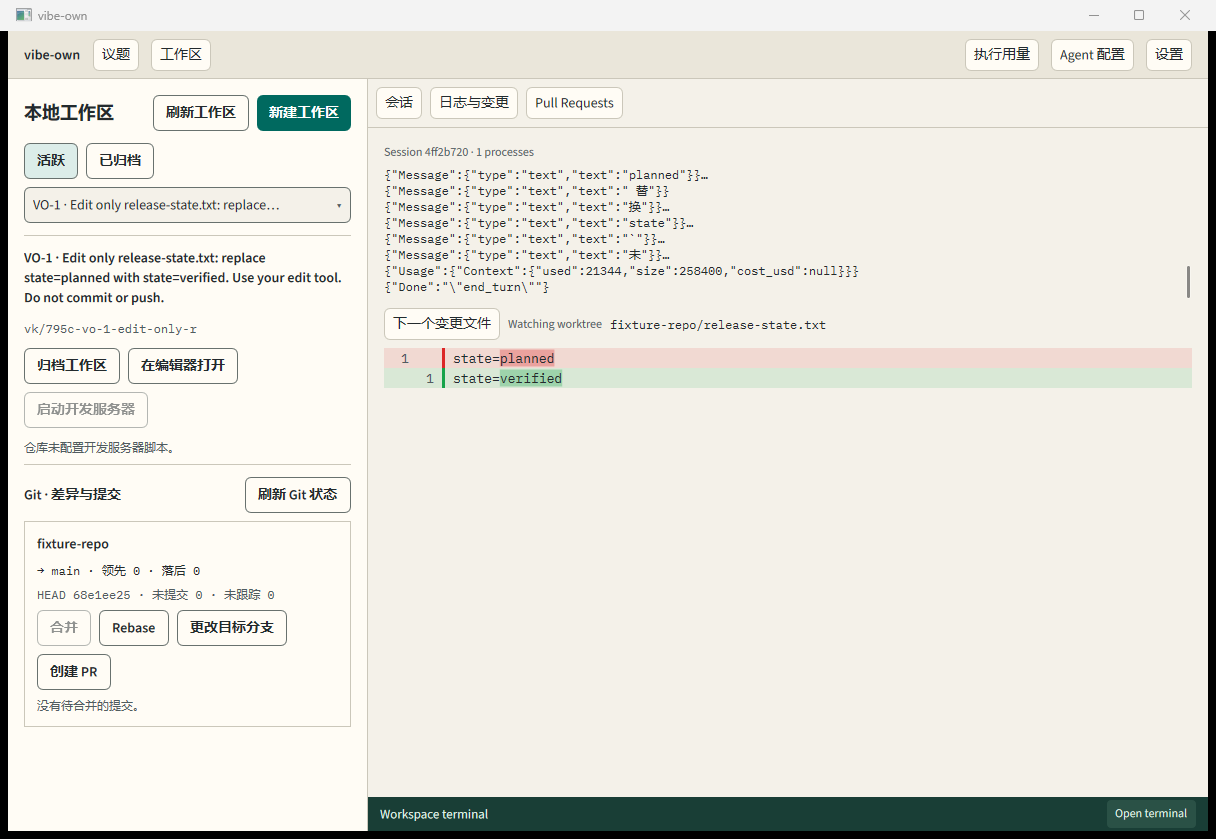 vibe-own
vibe-own 议题 工作区 执行用量 Agent 配置 设置
本地工作区 刷新工作区 新建工作区
活跃 已归档
VO-1 · Edit only release-state.txt: replace…
VO-1 · Edit only release-state.txt: replace
state=planned with state=verified. Use your edit tool.
Do not commit or push.
vk/795c-vo-1-edit-only-r
归档工作区 在编辑器打开
启动开发服务器
仓库未配置开发服务器脚本。
Git · 差异与提交 刷新 Git 状态
fixture-repo
→ main · 领先 0 · 落后 0
HEAD 68e1ee25 · 未提交 0 · 未跟踪 0
合并 Rebase 更改目标分支
创建 PR
没有待合并的提交。
会话 日志与变更 Pull Requests
Session 4ff2b720 · 1 processes
{"Message":{"type":"text","text":"planned"}}…
{"Message":{"type":"text","text":" 替"}}
{"Message":{"type":"text","text":"换"}}…
{"Message":{"type":"text","text":"state"}}…
{"Message":{"type":"text","text":"`"}}…
{"Message":{"type":"text","text":"未"}}…
{"Usage":{"Context":{"used":21344,"size":258400,"cost_usd":null}}}
{"Done":"\"end_turn\""}
下一个变更文件 Watching worktree fixture-repo/release-state.txt
1 state=planned
1 state=verified
Workspace terminal Open terminal